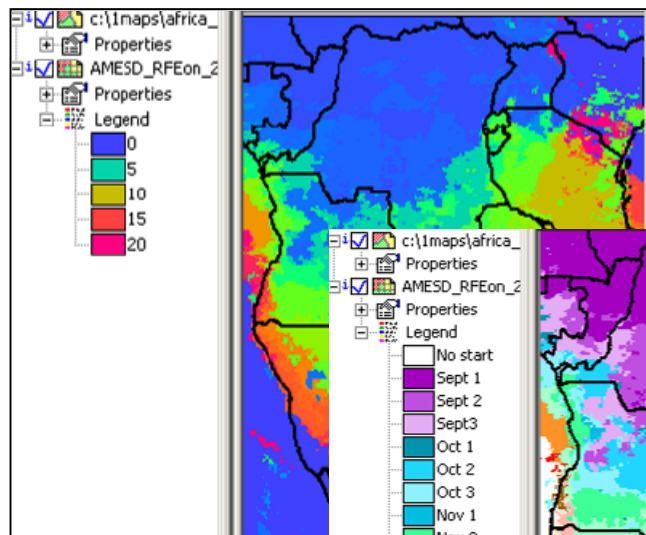 c:\1maps\africa_
Properties
AMESD_RFEon_2
Properties
Legend
0
5
10
15
20
c:\1maps\africa_
Properties
AMESD_RFEon_2
Properties
Legend
No start
Sept 1
Sept 2
Sept3
Oct 1
Oct 2
Oct 3
Nov 1